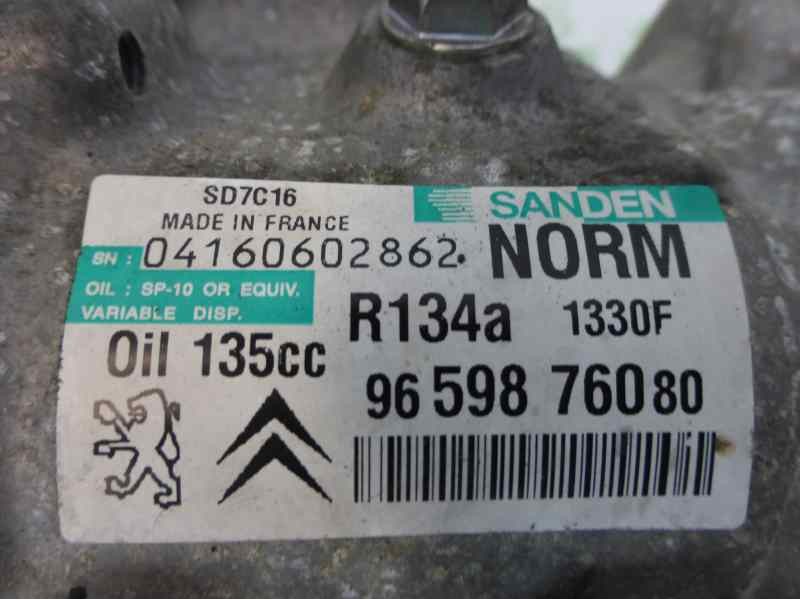 SD7C16
SANDEN
MADE IN FRANCE
SN : 04160602862.
NORM
OIL : SP-10 OR EQUIV.
VARIABLE DISP.
R134a 1330F
Oil 135cc
96 598 760 80